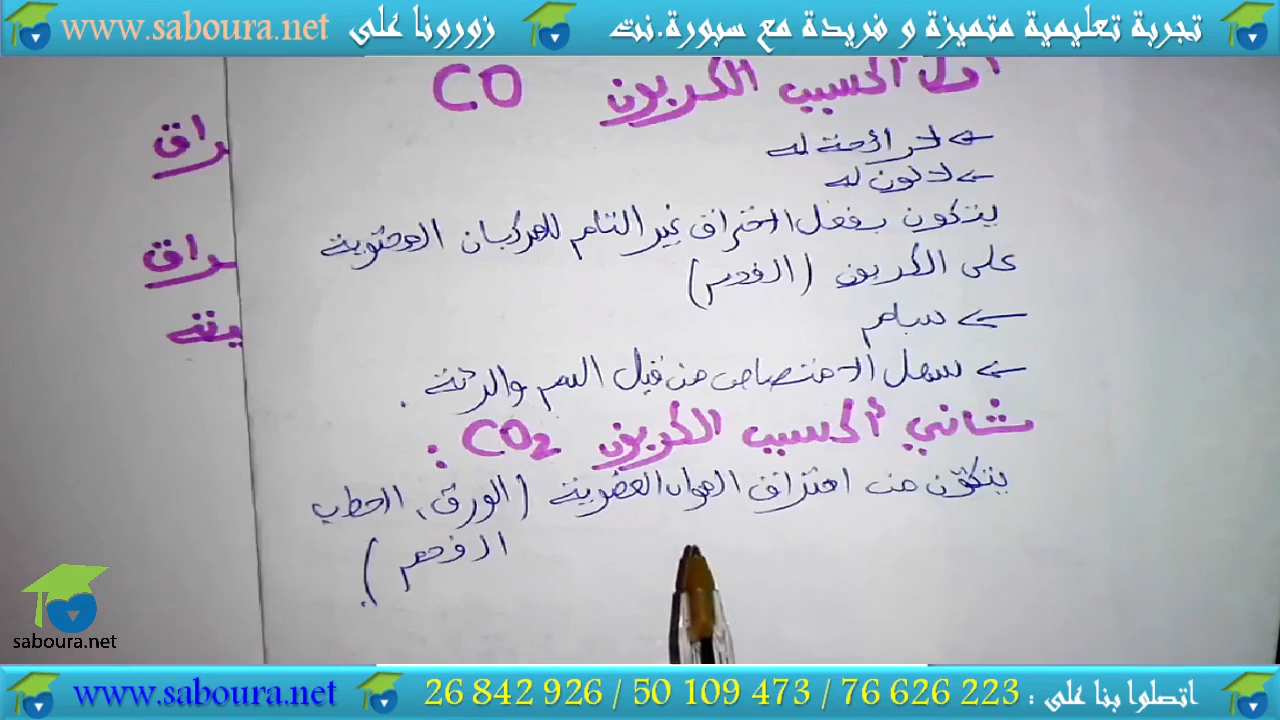 تجربة تعليمية متميزة و فريدة مع سبورة.نت زورونا على www.saboura.net
أول أكسيد الكربون CO
← لا رائحة له
← لا لون له
يتكون بفعل الاحتراق غير التام للمركبات المحتوية
على الكربون (الفحم)
← سام
← سهل الامتصاص من قبل الدم والرئة .
ثاني أكسيد الكربون CO₂ :
يتكوّن من احتراق المواد العضوية (الورق، الحطب
الفحم)
راق
راق
saboura.net
اتصلوا بنا على : 26 842 926 / 50 109 473 / 76 626 223 www.saboura.net